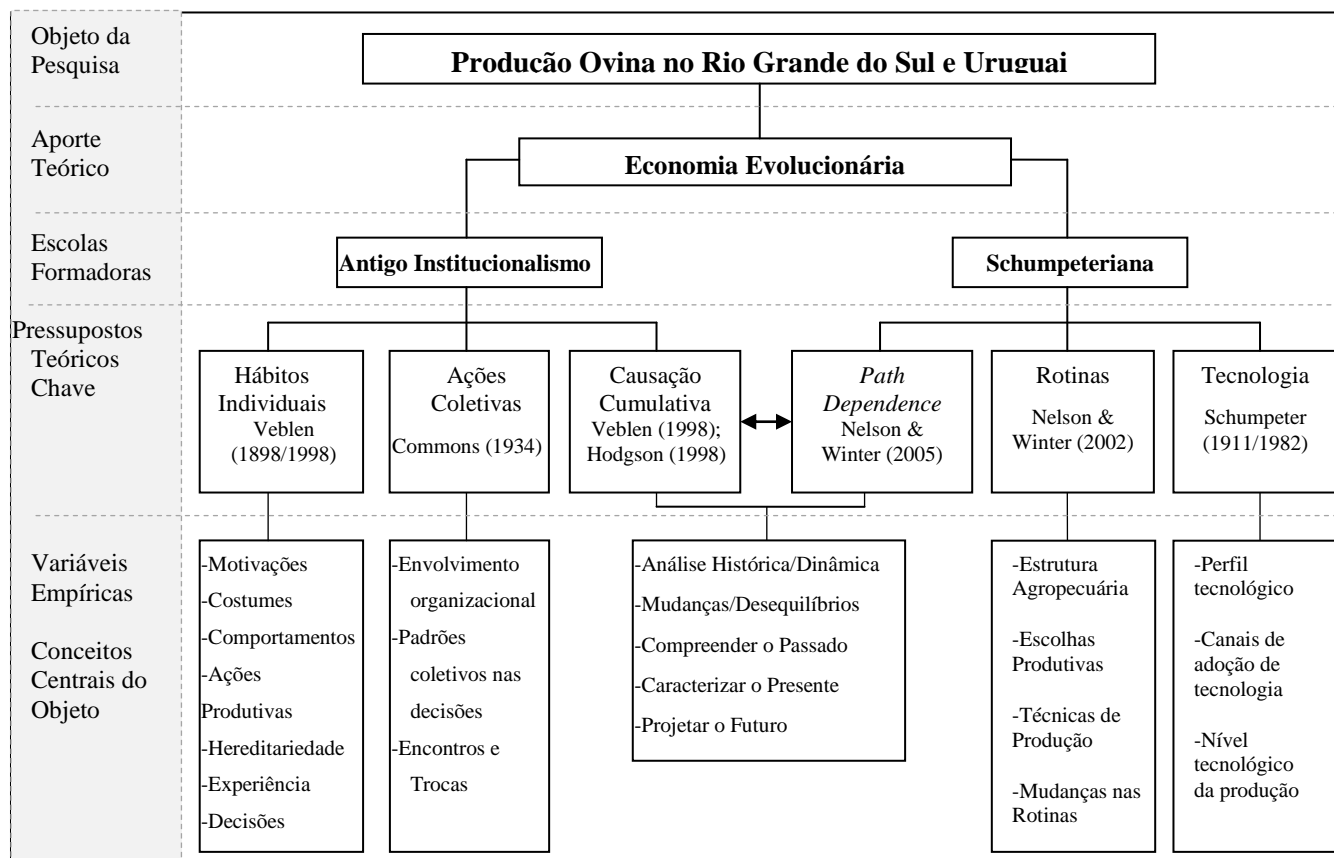 Objeto da
Pesquisa
Producão Ovina no Rio Grande do Sul e Uruguai
Aporte
Teórico
Economia Evolucionária
Escolas
Formadoras
Antigo Institucionalismo
Schumpeteriana
Pressupostos
Teóricos
Chave
Hábitos
Individuais
Veblen
(1898/1998)
Ações
Coletivas
Commons (1934)
Causação
Cumulativa
Veblen (1998);
Hodgson (1998)
Path
Dependence
Nelson &
Winter (2005)
Rotinas
Nelson &
Winter (2002)
Tecnologia
Schumpeter
(1911/1982)
Variáveis
Empíricas
Conceitos
Centrais do
Objeto
-Motivações
-Costumes
-Comportamentos
-Ações
Produtivas
-Hereditariedade
-Experiência
-Decisões
-Envolvimento
organizacional
-Padrões
coletivos nas
decisões
-Encontros e
Trocas
-Análise Histórica/Dinâmica
-Mudanças/Desequilíbrios
-Compreender o Passado
-Caracterizar o Presente
-Projetar o Futuro
-Estrutura
Agropecuária
-Escolhas
Produtivas
-Técnicas de
Produção
-Mudanças nas
Rotinas
-Perfil
tecnológico
-Canais de
adoção de
tecnologia
-Nível
tecnológico
da produção